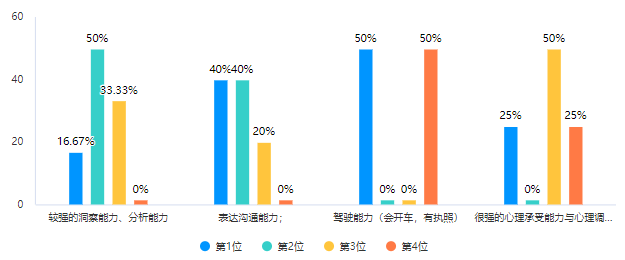 60
40
20
0
16.67%
50%
33.33%
0%
40%
40%
20%
0%
50%
0%
0%
50%
25%
0%
50%
25%
较强的洞察能力、分析能力
表达沟通能力;
驾驶能力（会开车，有执照）
很强的心理承受能力与心理调...
第1位
第2位
第3位
第4位